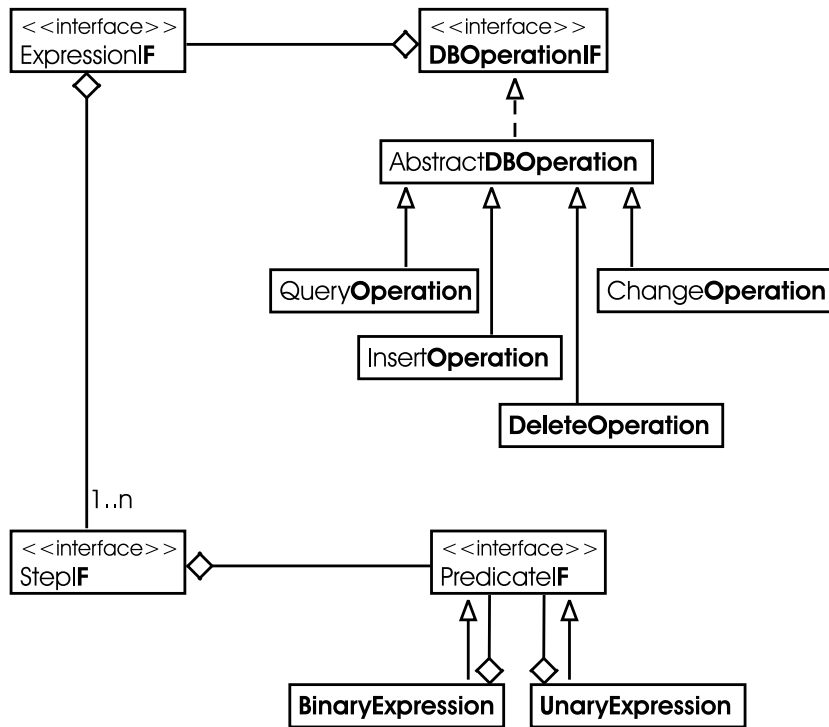 <<interface>>
ExpressionIF
<<interface>>
DBOperationIF
AbstractDBOperation
QueryOperation
ChangeOperation
InsertOperation
DeleteOperation
1..n
<<interface>>
StepIF
<<interface>>
PredicateIF
BinaryExpression
UnaryExpression